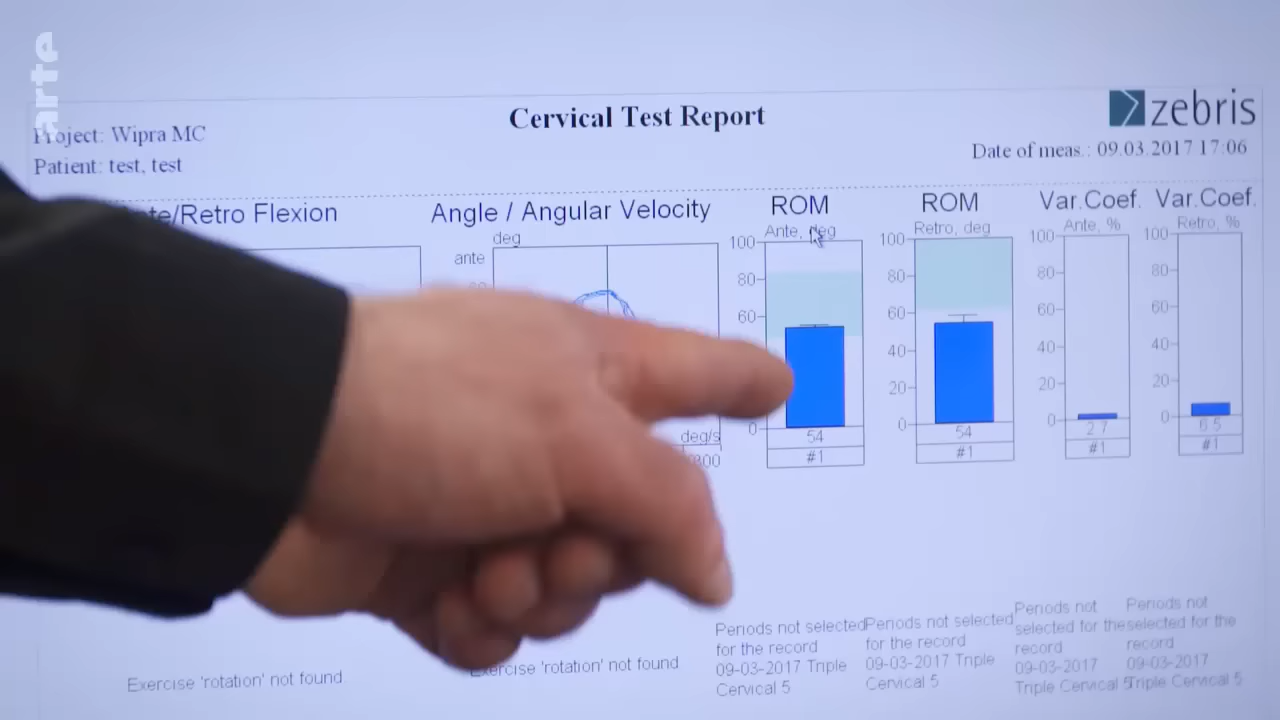 arte
Cervical Test Report
zebris
Project: Wipra MC
Patient: test, test
Date of meas.: 09.03.2017 17:06
/Retro Flexion
Angle / Angular Velocity
ROM
ROM
Var.Coef.
Var.Coef.
deg
Ante, deg
Retro, deg
Ante, %
Retro, %
ante
100
80
60
0
100
80
60
40
20
0
100
80
60
40
20
0
100
80
60
40
20
0
deg/s
54
54
2.7
6.5
#1
#1
#1
#1
Exercise 'rotation' not found.
Exercise 'rotation' not found.
Periods not selected
for the record
09-03-2017 Triple
Cervical 5
Periods not selected
for the record
09-03-2017 Triple
Cervical 5
Periods not
selected for the
record
09-03-2017
Triple Cervical 5
Periods not
selected for the
record
09-03-2017
Triple Cervical 5